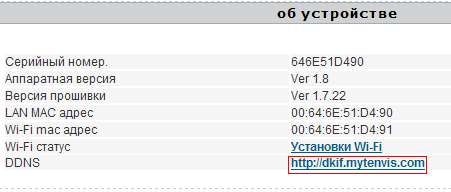 об устройстве
Серийный номер. 646E51D490
Аппаратная версия Ver 1.8
Версия прошивки Ver 1.7.22
LAN MAC адрес 00:64:6E:51:D4:90
Wi-Fi mac адрес 00:64:6E:51:D4:91
Wi-Fi статус Установки Wi-Fi
DDNS http://dkif.mytenvis.com